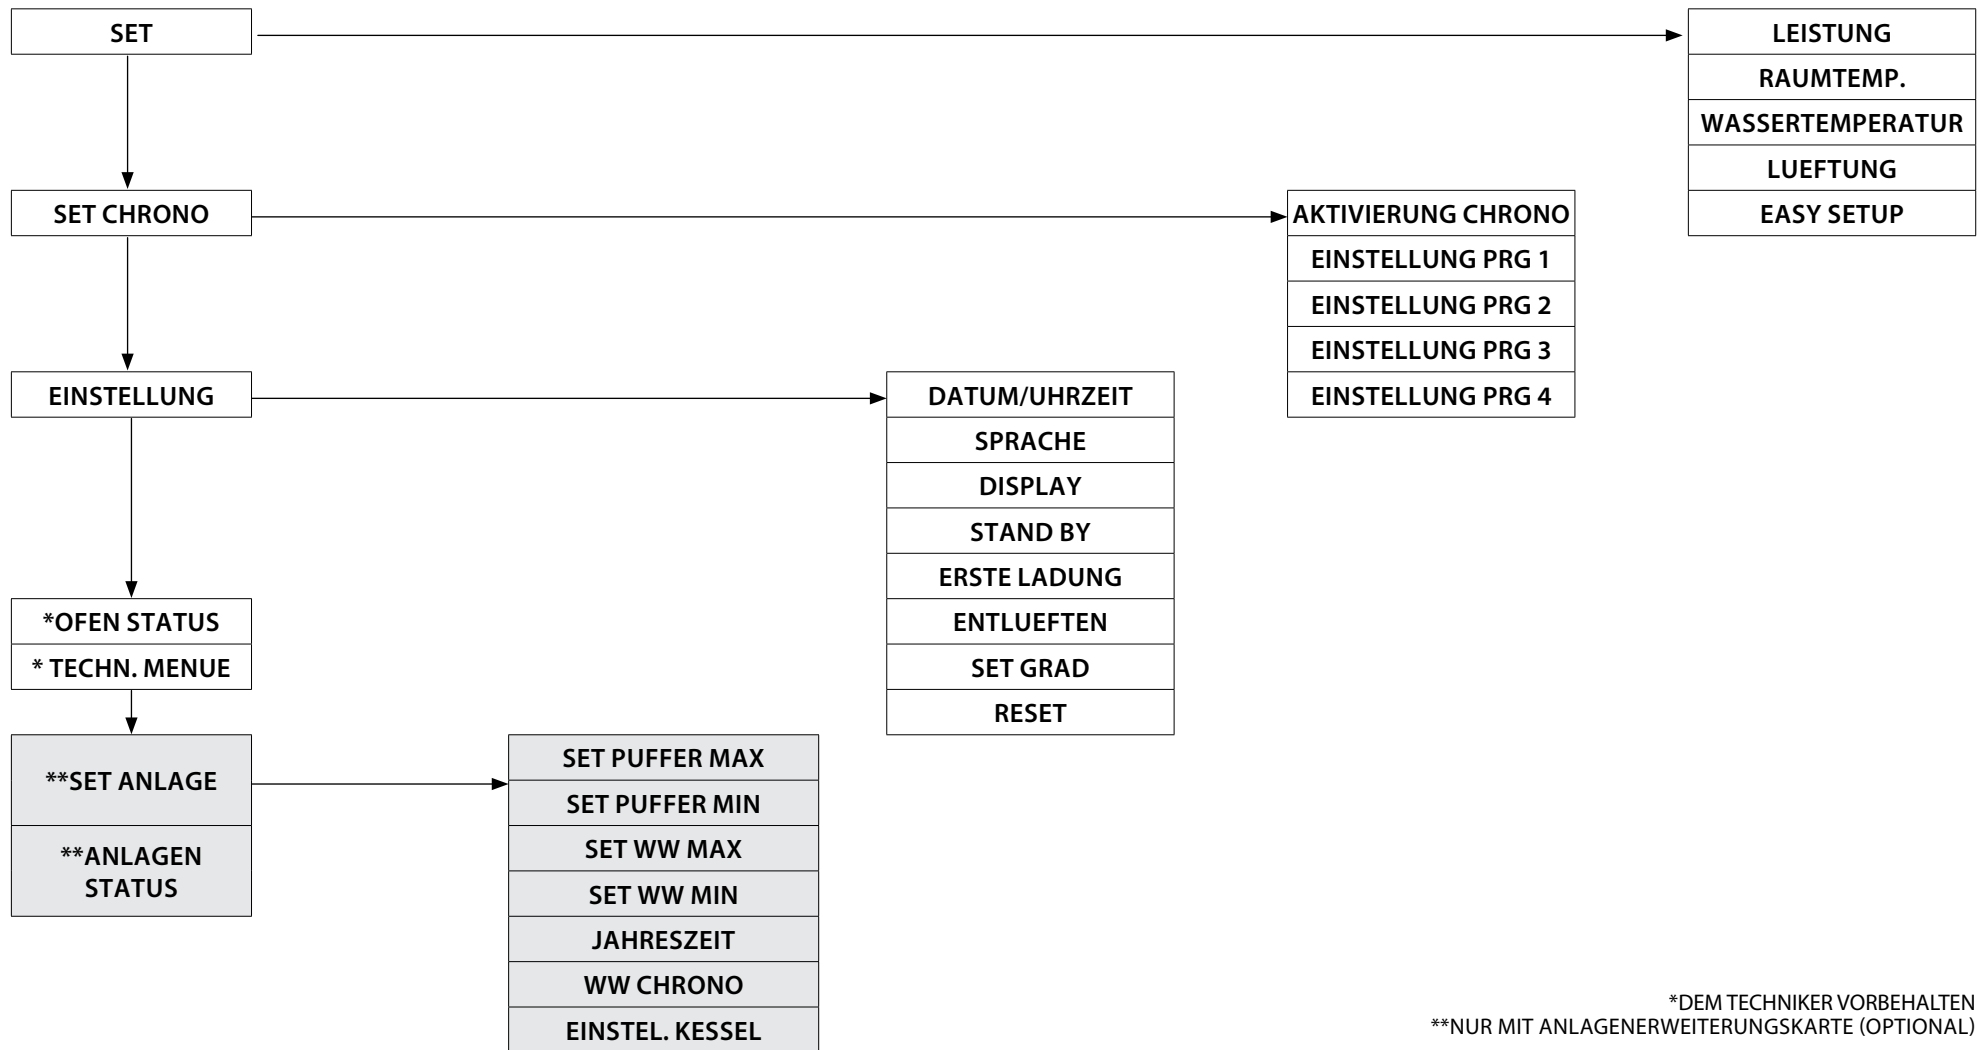 SET
LEISTUNG
RAUMTEMP.
WASSERTEMPERATUR
LUEFTUNG
EASY SETUP
SET CHRONO
AKTIVIERUNG CHRONO
EINSTELLUNG PRG 1
EINSTELLUNG PRG 2
EINSTELLUNG PRG 3
EINSTELLUNG PRG 4
EINSTELLUNG
DATUM/UHRZEIT
SPRACHE
DISPLAY
STAND BY
ERSTE LADUNG
ENTLUEFTEN
SET GRAD
RESET
*OFEN STATUS
* TECHN. MENUE
**SET ANLAGE
**ANLAGEN
STATUS
SET PUFFER MAX
SET PUFFER MIN
SET WW MAX
SET WW MIN
JAHRESZEIT
WW CHRONO
EINSTEL. KESSEL
*DEM TECHNIKER VORBEHALTEN
**NUR MIT ANLAGENERWEITERUNGSKARTE (OPTIONAL)